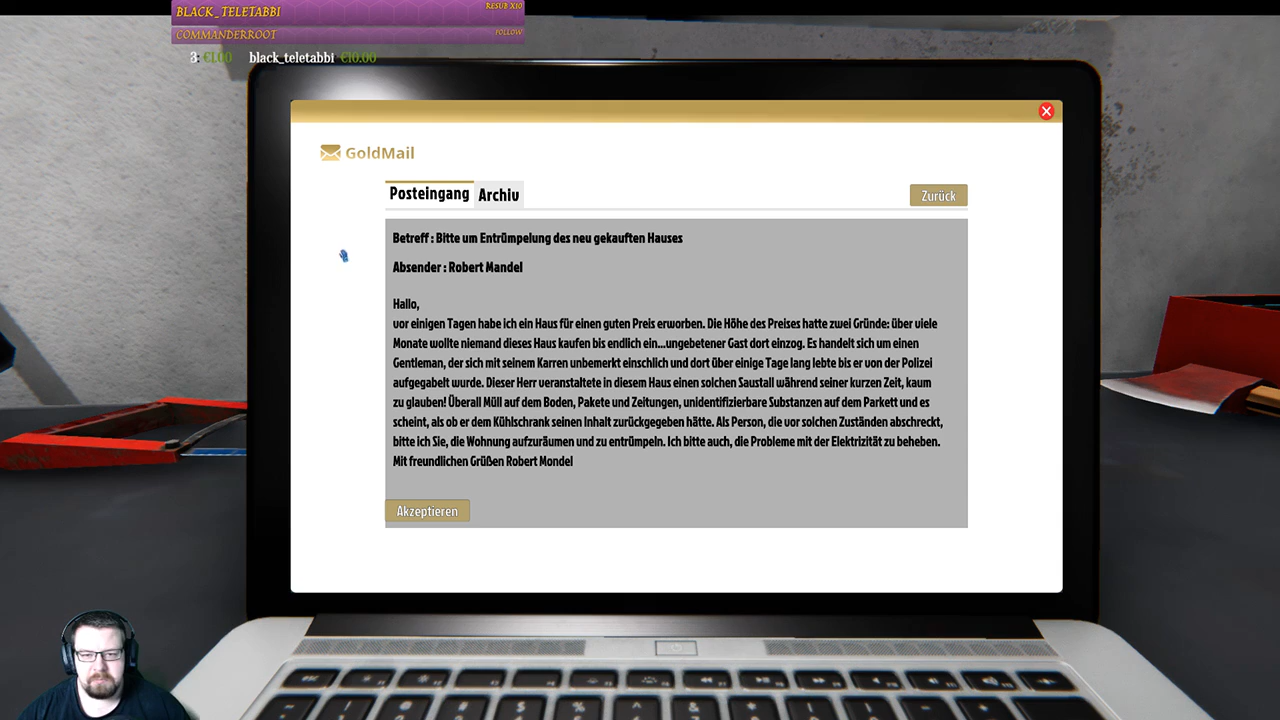 BLACK_TELETABBI RESUB X10
COMMANDERROOT FOLLOW
3: €1.00 black_teletabbi €10.00
GoldMail
Posteingang Archiv Zurück
Betreff : Bitte um Entrümpelung des neu gekauften Hauses
Absender : Robert Mandel
Hallo,
vor einigen Tagen habe ich ein Haus für einen guten Preis erworben. Die Höhe des Preises hatte zwei Gründe: über viele
Monate wollte niemand dieses Haus kaufen bis endlich ein...ungebetener Gast dort einzog. Es handelt sich um einen
Gentleman, der sich mit seinem Karren unbemerkt einschlich und dort über einige Tage lang lebte bis er von der Polizei
aufgegabelt wurde. Dieser Herr veranstaltete in diesem Haus einen solchen Saustall während seiner kurzen Zeit, kaum
zu glauben! Überall Müll auf dem Boden, Pakete und Zeitungen, unidentifizierbare Substanzen auf dem Parkett und es
scheint, als ob er dem Kühlschrank seinen Inhalt zurückgegeben hätte. Als Person, die vor solchen Zuständen abschreckt,
bitte ich Sie, die Wohnung aufzuräumen und zu entrümpeln. Ich bitte auch, die Probleme mit der Elektrizität zu beheben.
Mit freundlichen Grüßen Robert Mondel
Akzeptieren